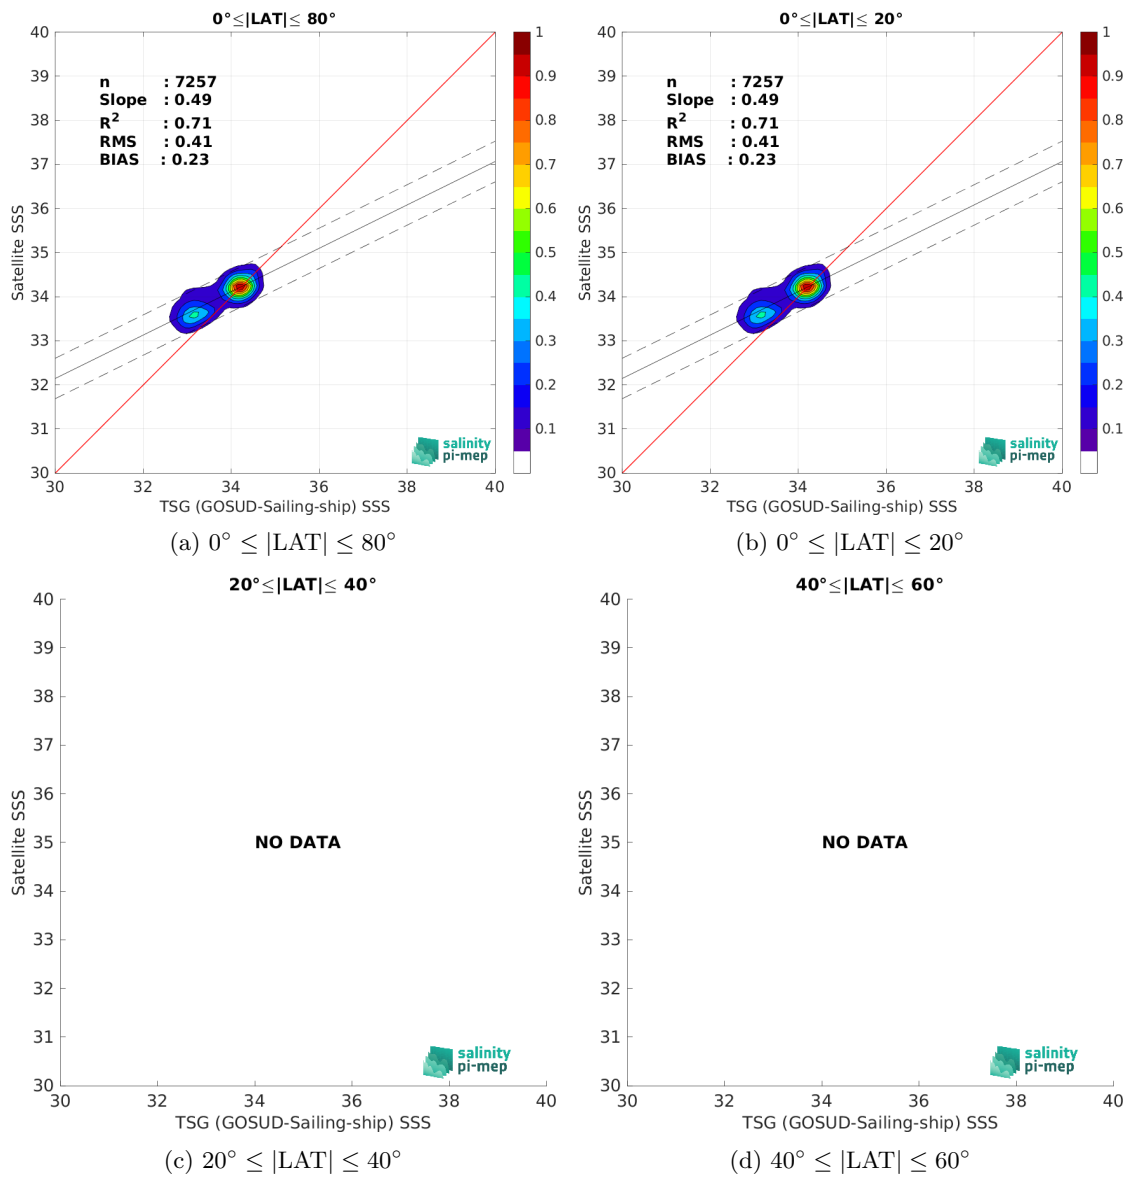 0°≤|LAT|≤ 80°
40
39
38
37
36
35
34
33
32
31
30
Satellite SSS
n : 7257
Slope : 0.49
R² : 0.71
RMS : 0.41
BIAS : 0.23
salinity
pi-mep
30 32 34 36 38 40
TSG (GOSUD-Sailing-ship) SSS
1
0.9
0.8
0.7
0.6
0.5
0.4
0.3
0.2
0.1
(a) 0° ≤ |LAT| ≤ 80°
0°≤|LAT|≤ 20°
40
39
38
37
36
35
34
33
32
31
30
Satellite SSS
n : 7257
Slope : 0.49
R² : 0.71
RMS : 0.41
BIAS : 0.23
salinity
pi-mep
30 32 34 36 38 40
TSG (GOSUD-Sailing-ship) SSS
1
0.9
0.8
0.7
0.6
0.5
0.4
0.3
0.2
0.1
(b) 0° ≤ |LAT| ≤ 20°
20°≤|LAT|≤ 40°
40
39
38
37
36
35
34
33
32
31
30
Satellite SSS
NO DATA
salinity
pi-mep
30 32 34 36 38 40
TSG (GOSUD-Sailing-ship) SSS
(c) 20° ≤ |LAT| ≤ 40°
40°≤|LAT|≤ 60°
40
39
38
37
36
35
34
33
32
31
30
Satellite SSS
NO DATA
salinity
pi-mep
30 32 34 36 38 40
TSG (GOSUD-Sailing-ship) SSS
(d) 40° ≤ |LAT| ≤ 60°